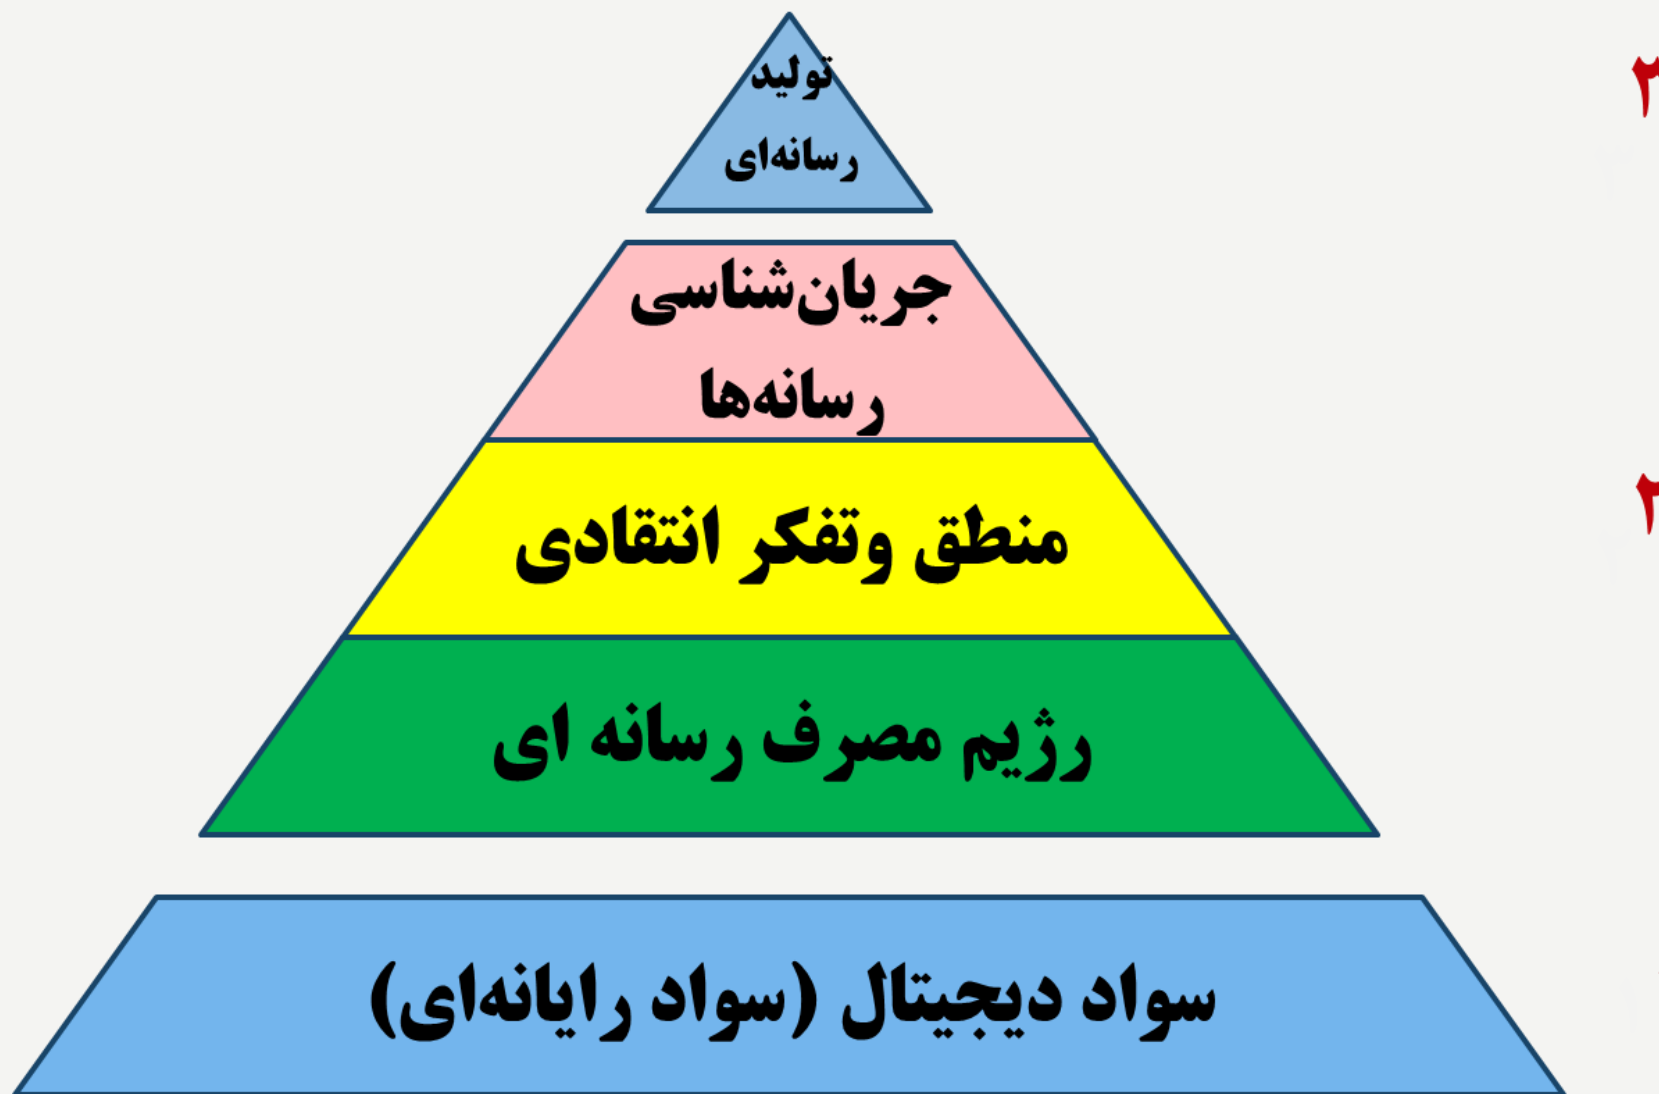 تولید
رسانه‌ای
جریان‌شناسی
رسانه‌ها
منطق وتفکر انتقادی
رژیم مصرف رسانه ای
سواد دیجیتال (سواد رایانه‌ای)